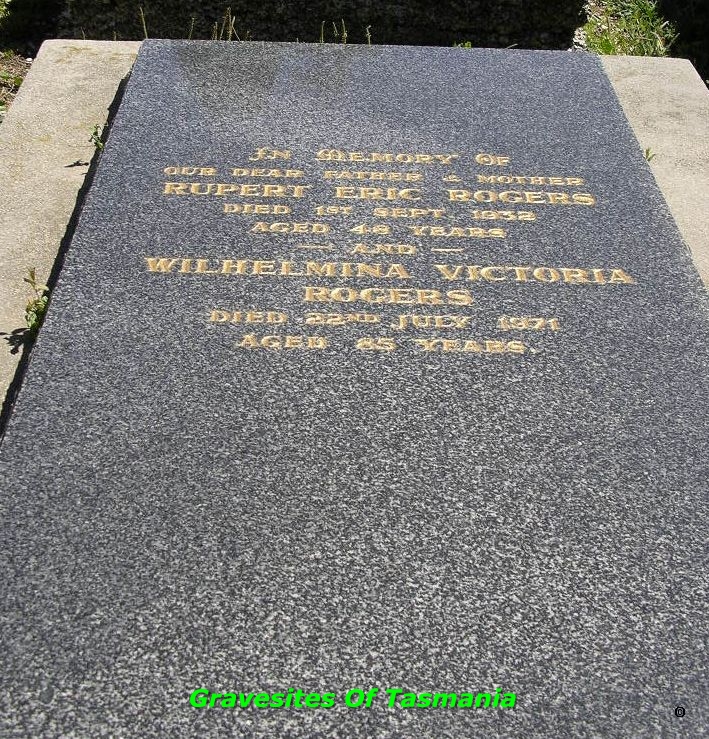 In Memory Of
OUR DEAR FATHER & MOTHER
RUPERT ERIC ROGERS
DIED 1ST SEPT. 1932
AGED 48 YEARS
— AND —
WILHELMINA VICTORIA
ROGERS
DIED 22ND JULY 1971
AGED 85 YEARS.
Gravesites Of Tasmania